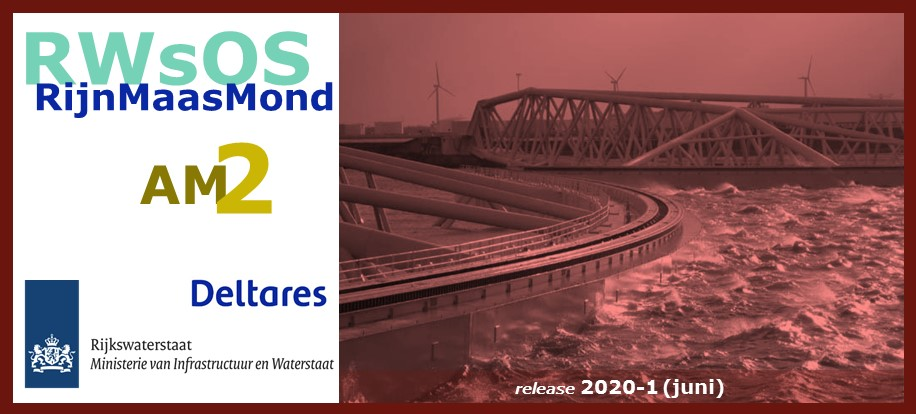 RWsOS
RijnMaasMond
AM2
Deltares
Rijkswaterstaat
Ministerie van Infrastructuur en Waterstaat
release 2020-1 (juni)